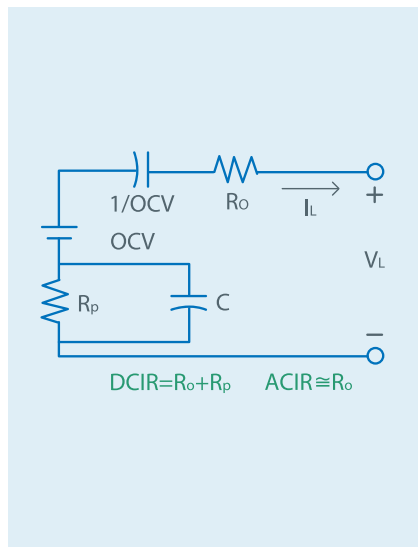 1/OCV
Ro
IL
+
OCV
VL
Rp
C
−
DCIR=Ro+Rp
ACIR≅Ro